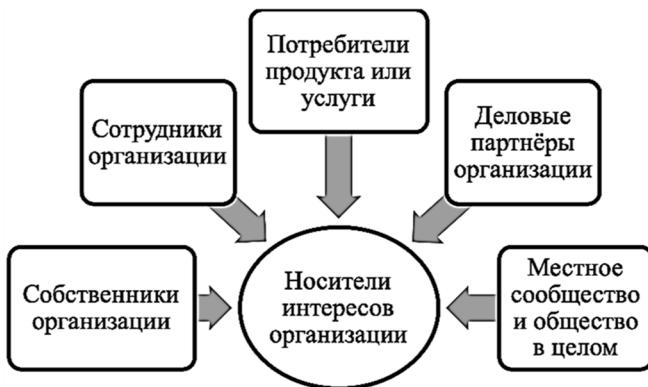 Потребители
продукта или
услуги
Сотрудники
организации
Деловые
партнёры
организации
Собственники
организации
Носители
интересов
организации
Местное
сообщество
и общество
в целом